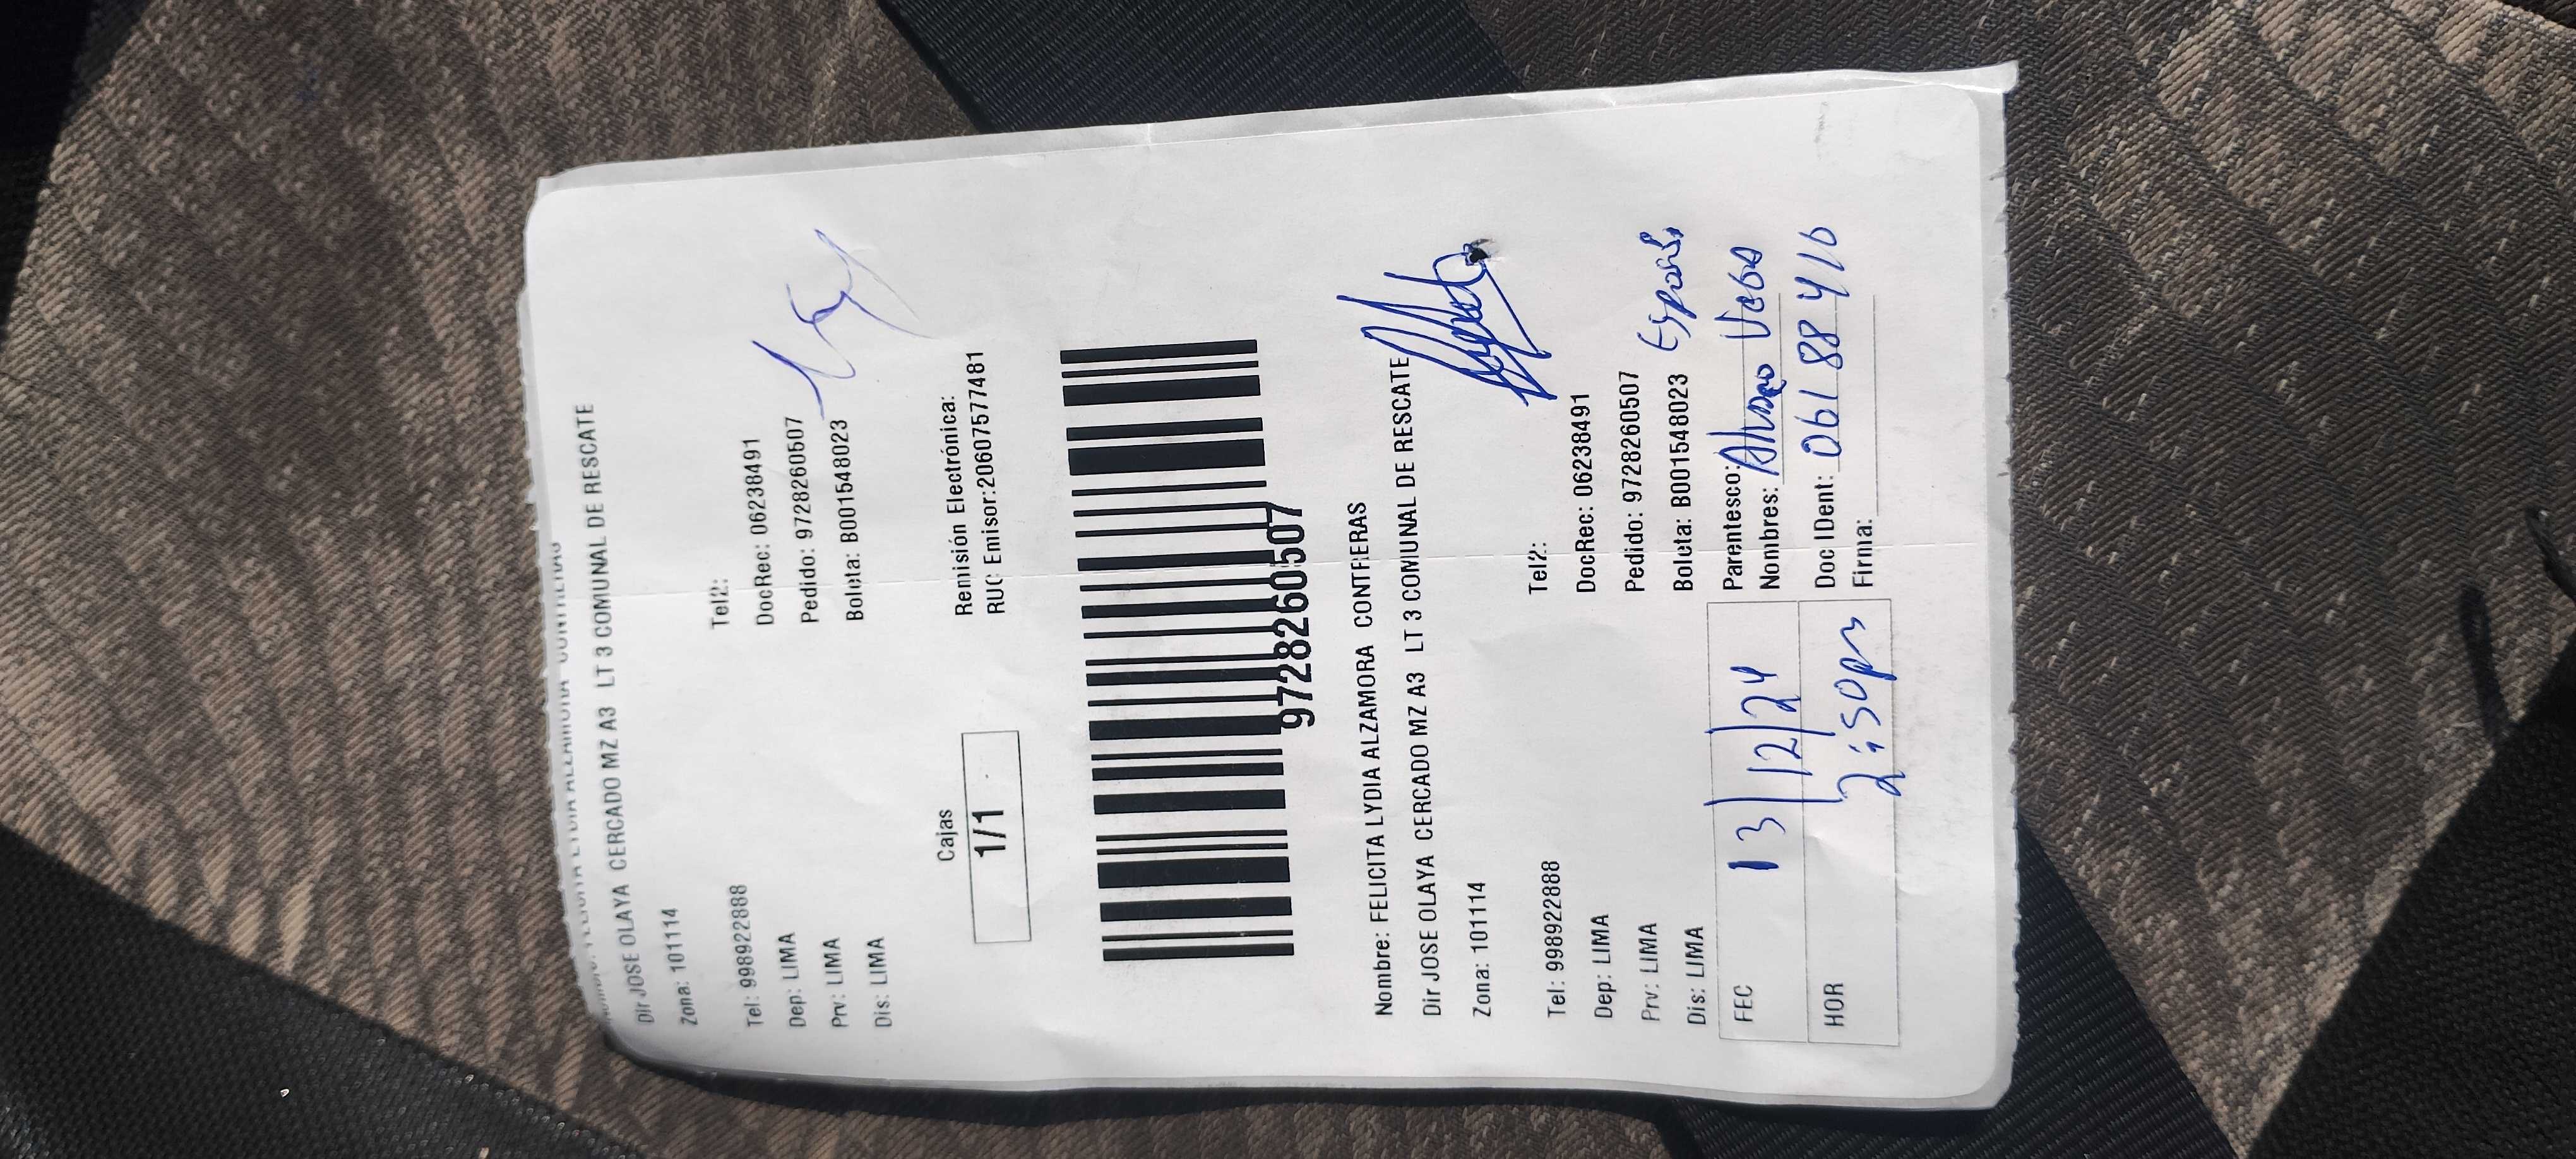 Dir JOSE OLAYA CERCADO MZ A3 LT 3 COMUNAL DE RESCATE
Zona: 101114
Tel: 998922888 Tel2:
Dep: LIMA DocRec: 06238491
Prv: LIMA Pedido: 9728260507
Dis: LIMA Boleta: B001548023
Cajas Remisión Electrónica:
1/1 RUC Emisor:20607577481
9728260507
Nombre: FELICITA LYDIA ALZAMORA CONTRERAS
Dir JOSE OLAYA CERCADO MZ A3 LT 3 COMUNAL DE RESCATE
Zona: 101114
Tel: 998922888 Tel2:
Dep: LIMA DocRec: 06238491
Prv: LIMA Pedido: 9728260507
Dis: LIMA Boleta: B001548023
FEC 13/12/24 Parentesco:
Nombres:
HOR 2:50pm Doc IDent: 06188410
Firma: